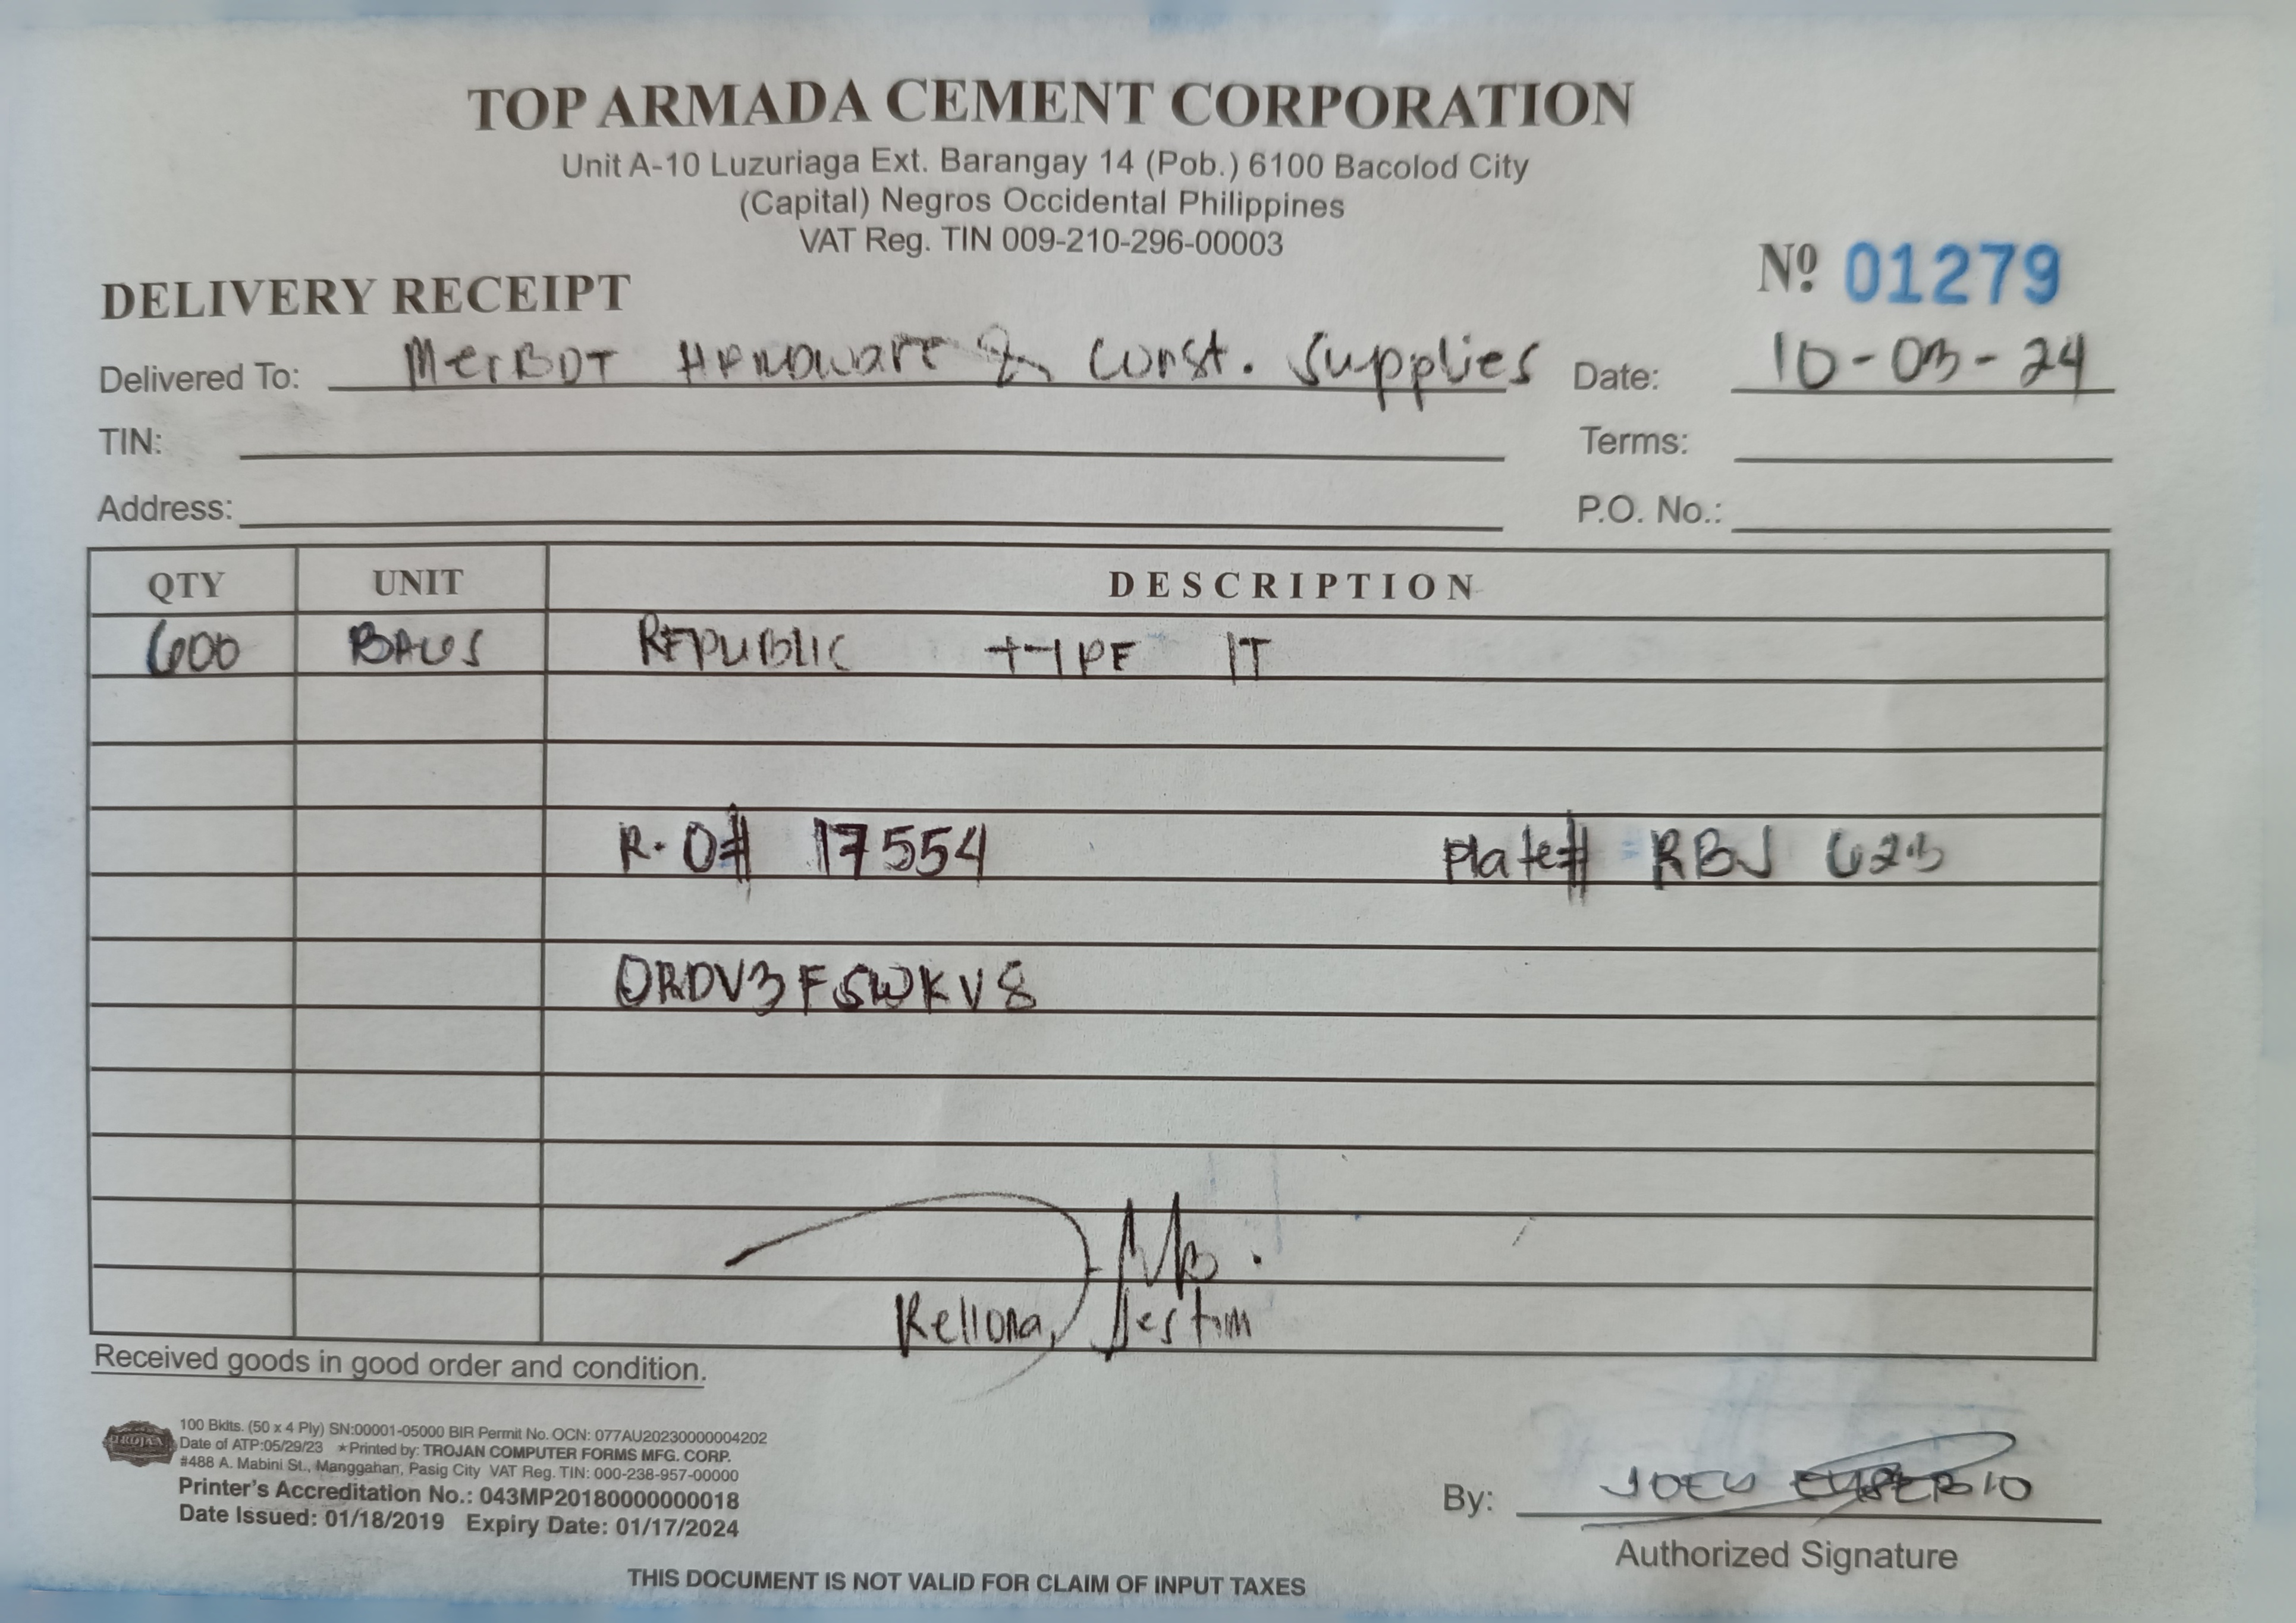 TOP ARMADA CEMENT CORPORATION
Unit A-10 Luzuriaga Ext. Barangay 14 (Pob.) 6100 Bacolod City
(Capital) Negros Occidental Philippines
VAT Reg. TIN 009-210-296-00003
DELIVERY RECEIPT
Nº 01279
Delivered To: MerBDT HARDware & Const. Supplies Date: 10-03-24
TIN: Terms:
Address: P.O. No.:
QTY UNIT DESCRIPTION
600 BAGS REPUBLIC TYPE 1T
R.O# 17554 Plate# RBJ 623
ORDV3FSWKV8
Rellona, Jestim
Received goods in good order and condition.
TROJAN
100 Bklts. (50 x 4 Ply) SN:00001-05000 BIR Permit No. OCN: 077AU20230000004202
Date of ATP:05/29/23 ★Printed by: TROJAN COMPUTER FORMS MFG. CORP.
#488 A. Mabini St., Manggahan, Pasig City VAT Reg. TIN: 000-238-957-00000
Printer's Accreditation No.: 043MP20180000000018
Date Issued: 01/18/2019 Expiry Date: 01/17/2024
By: JOEY EUSEBIO
Authorized Signature
THIS DOCUMENT IS NOT VALID FOR CLAIM OF INPUT TAXES